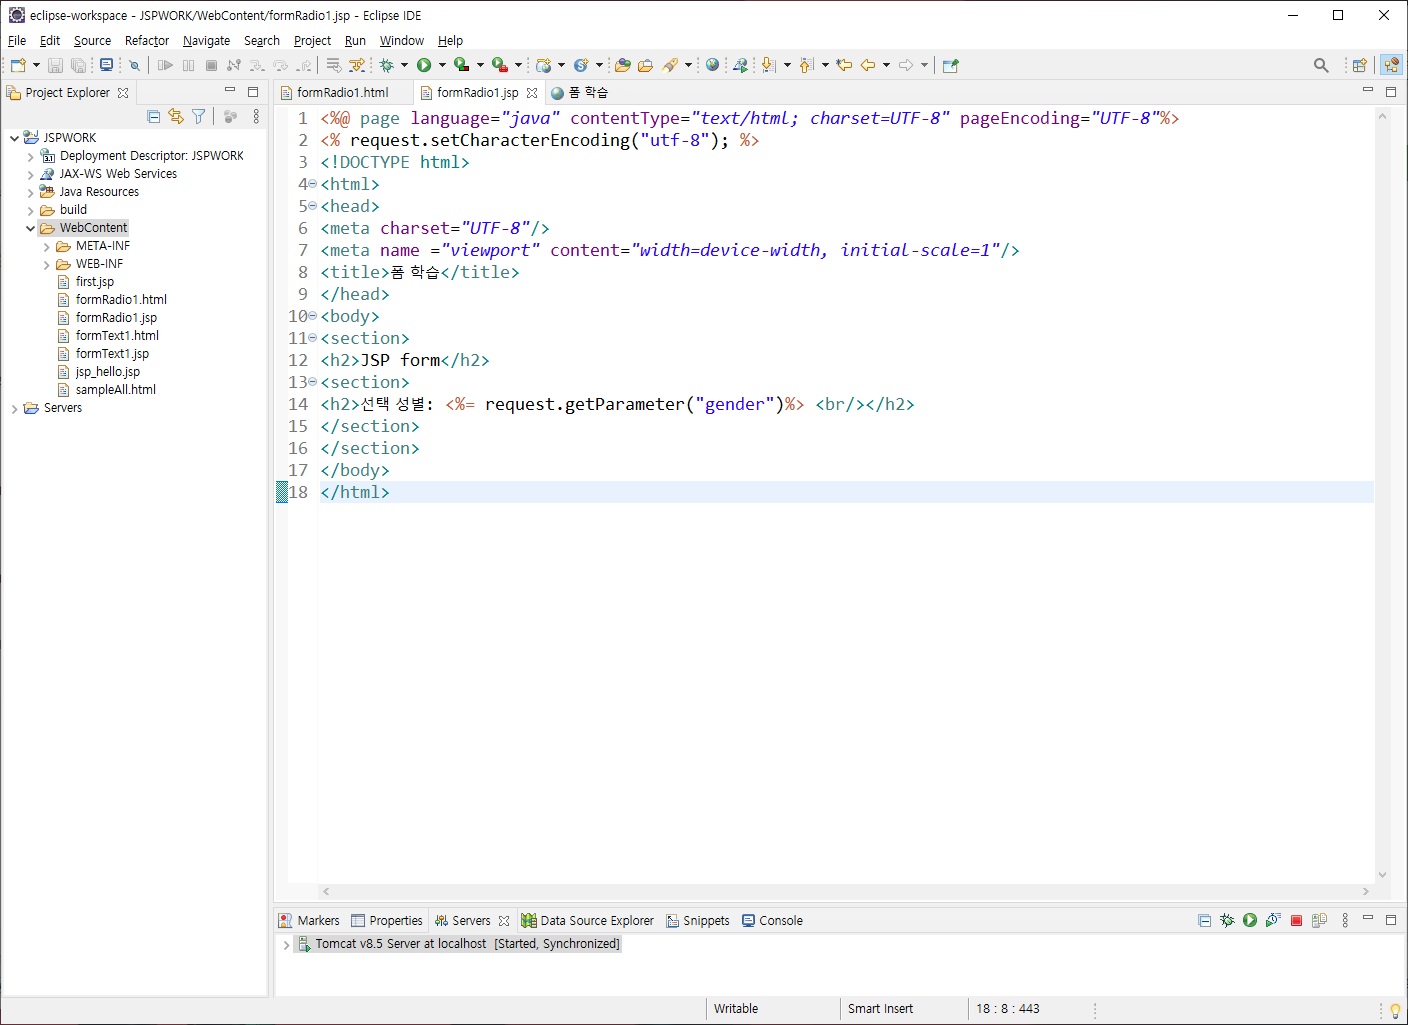 eclipse-workspace - JSPWORK/WebContent/formRadio1.jsp - Eclipse IDE
File Edit Source Refactor Navigate Search Project Run Window Help
Project Explorer
formRadio1.html formRadio1.jsp 폼 학습
JSPWORK
Deployment Descriptor: JSPWORK
JAX-WS Web Services
Java Resources
build
WebContent
META-INF
WEB-INF
first.jsp
formRadio1.html
formRadio1.jsp
formText1.html
formText1.jsp
jsp_hello.jsp
sampleAll.html
Servers
1 <%@ page language="java" contentType="text/html; charset=UTF-8" pageEncoding="UTF-8"%>
2 <% request.setCharacterEncoding("utf-8"); %>
3 <!DOCTYPE html>
4 <html>
5 <head>
6 <meta charset="UTF-8"/>
7 <meta name ="viewport" content="width=device-width, initial-scale=1"/>
8 <title>폼 학습</title>
9 </head>
10 <body>
11 <section>
12 <h2>JSP form</h2>
13 <section>
14 <h2>선택 성별: <%= request.getParameter("gender")%> <br/></h2>
15 </section>
16 </section>
17 </body>
18 </html>
Markers Properties Servers Data Source Explorer Snippets Console
Tomcat v8.5 Server at localhost [Started, Synchronized]
Writable Smart Insert 18 : 8 : 443